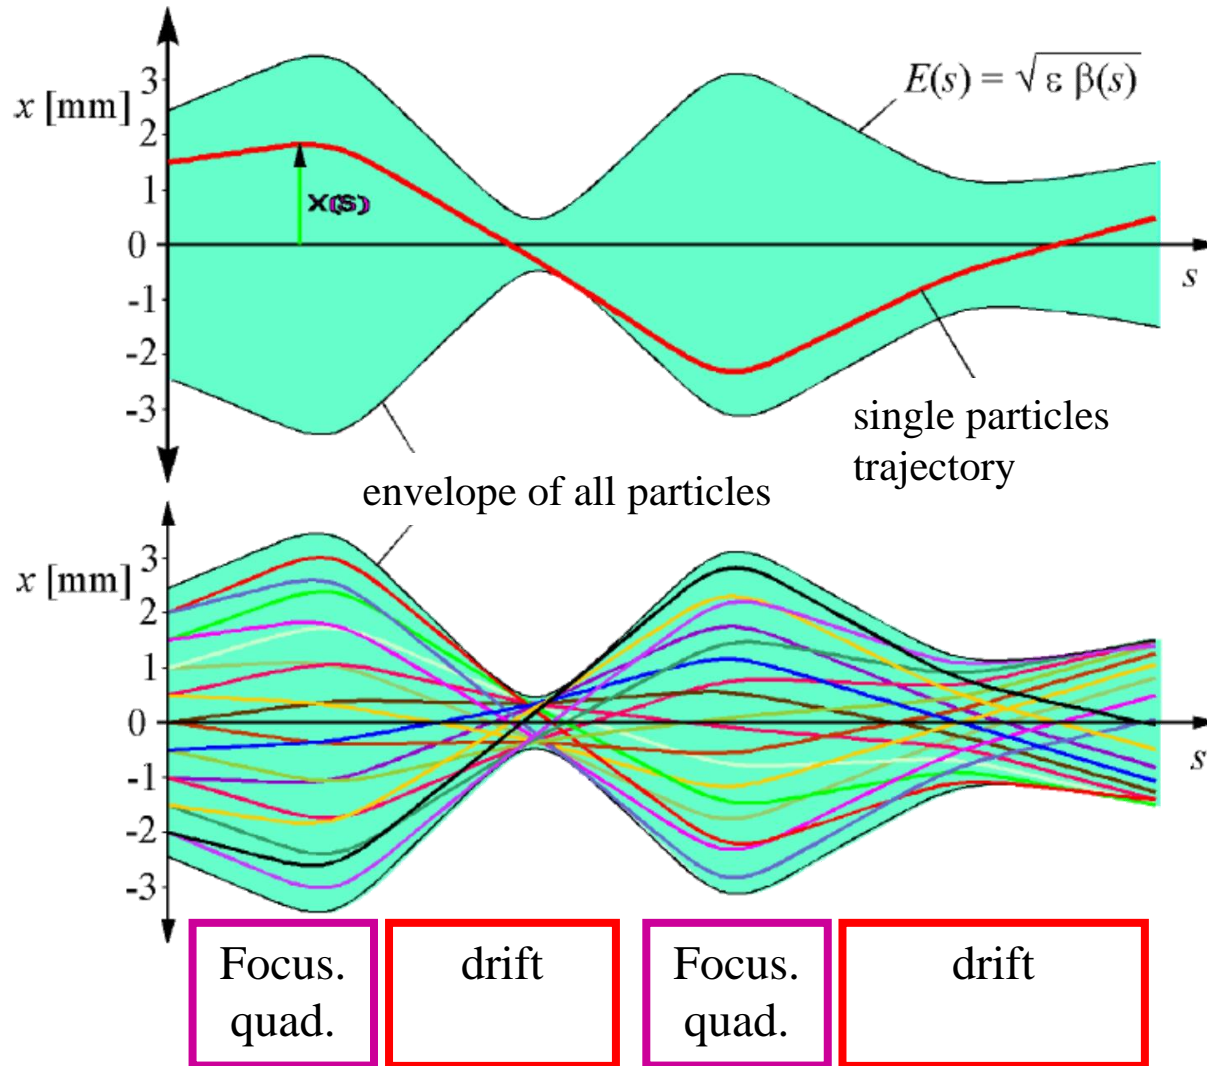 3
x [mm]
2
1
0
-1
-2
-3
E(s) = √ε β(s)
X(S)
s
single particles
trajectory
envelope of all particles
3
x [mm]
2
1
0
-1
-2
-3
s
Focus.
quad.
drift
Focus.
quad.
drift